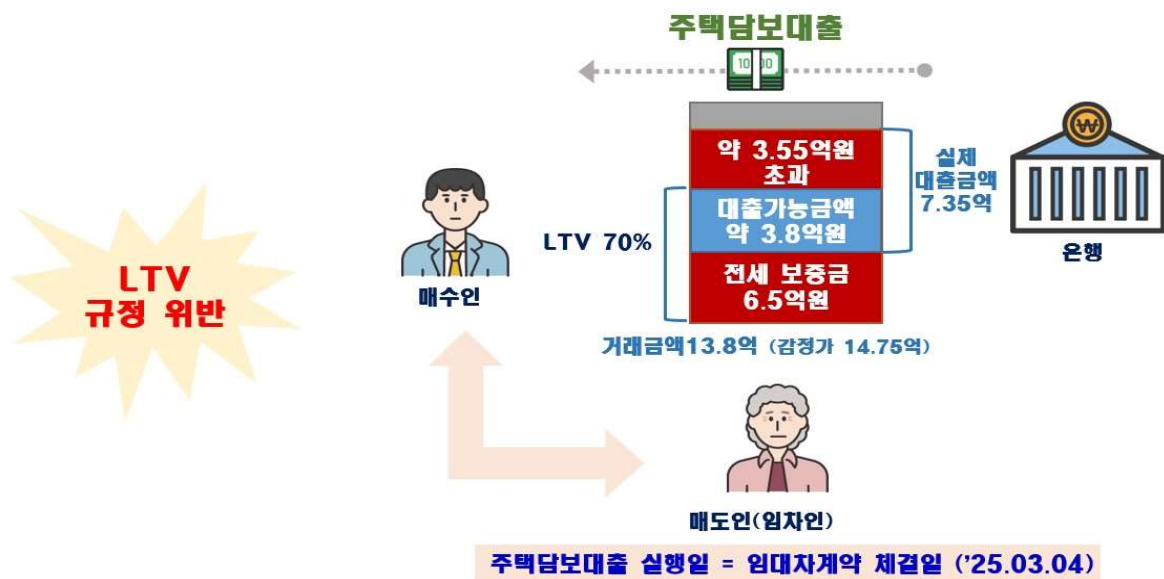 주택담보대출
10 00
약 3.55억원
초과
실제
대출금액
7.35억
대출가능금액
약 3.8억원
LTV 70%
전세 보증금
6.5억원
은행
LTV
규정 위반
매수인
거래금액13.8억 (감정가 14.75억)
매도인(임차인)
주택담보대출 실행일 = 임대차계약 체결일 ('25.03.04)